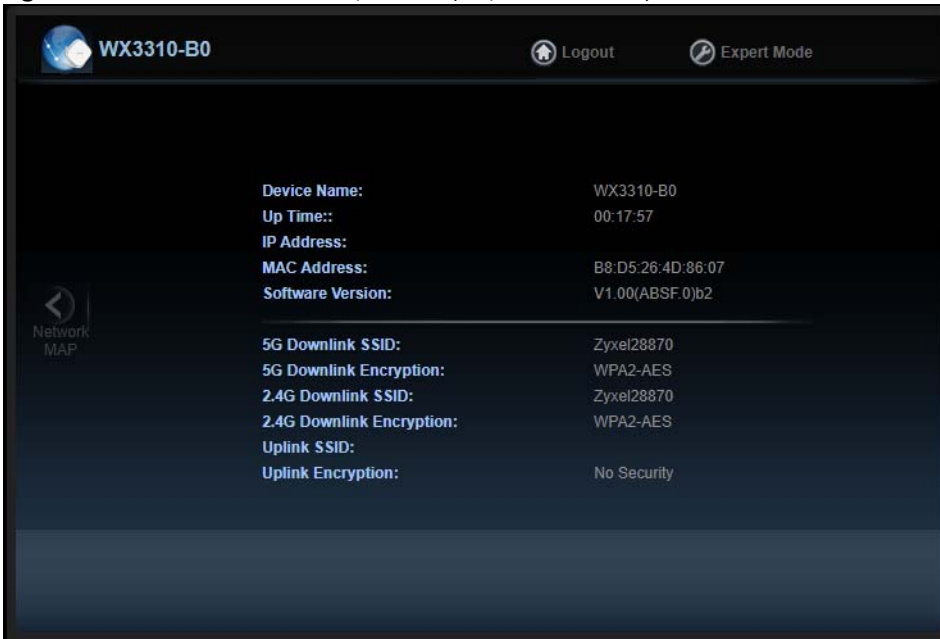 WX3310-B0
Logout
Expert Mode
Device Name: WX3310-B0
Up Time:: 00:17:57
IP Address:
MAC Address: B8:D5:26:4D:86:07
Software Version: V1.00(ABSF.0)b2
Network
MAP
5G Downlink SSID: Zyxel28870
5G Downlink Encryption: WPA2-AES
2.4G Downlink SSID: Zyxel28870
2.4G Downlink Encryption: WPA2-AES
Uplink SSID:
Uplink Encryption: No Security